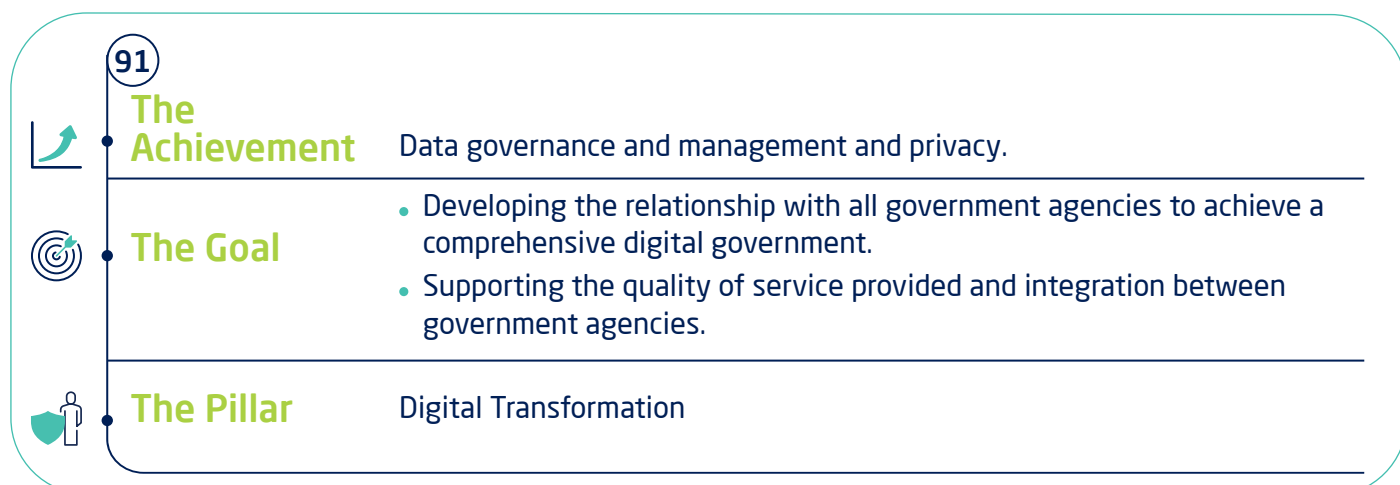 91
The
Achievement
Data governance and management and privacy.
The Goal
• Developing the relationship with all government agencies to achieve a
comprehensive digital government.
• Supporting the quality of service provided and integration between
government agencies.
The Pillar
Digital Transformation